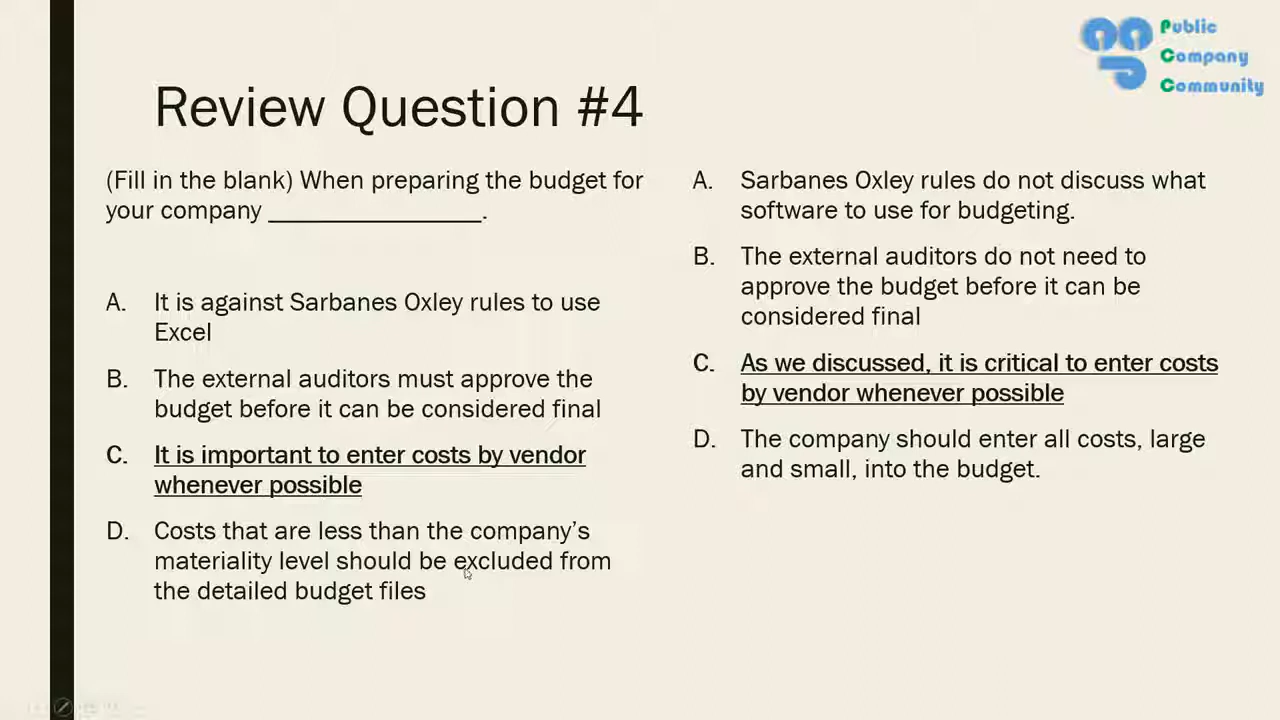 Public
Company
Community
Review Question #4
(Fill in the blank) When preparing the budget for
your company ________________.
A. It is against Sarbanes Oxley rules to use
Excel
B. The external auditors must approve the
budget before it can be considered final
C. It is important to enter costs by vendor
whenever possible
D. Costs that are less than the company’s
materiality level should be excluded from
the detailed budget files
A. Sarbanes Oxley rules do not discuss what
software to use for budgeting.
B. The external auditors do not need to
approve the budget before it can be
considered final
C. As we discussed, it is critical to enter costs
by vendor whenever possible
D. The company should enter all costs, large
and small, into the budget.